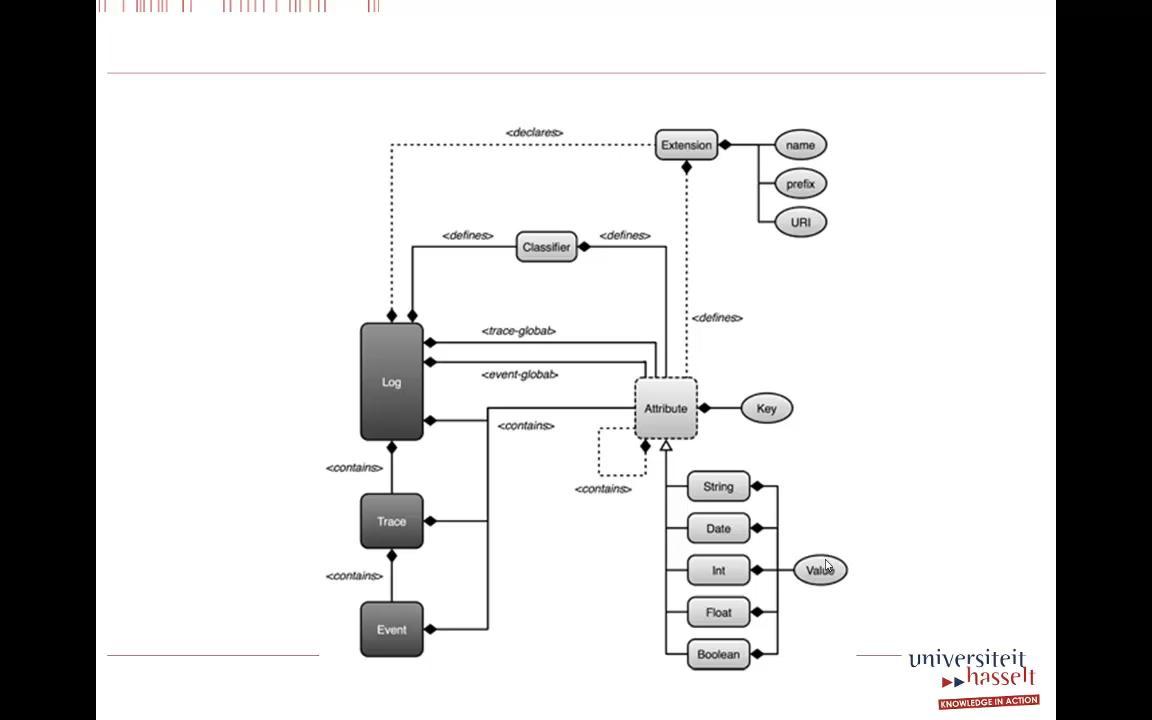 <declares>
Extension
name
prefix
URI
<defines>
Classifier
<defines>
<defines>
<trace-global>
<event-global>
Log
Attribute
Key
<contains>
<contains>
<contains>
String
Trace
Date
<contains>
Int
Value
Float
Event
Boolean
universiteit
hasselt
KNOWLEDGE IN ACTION